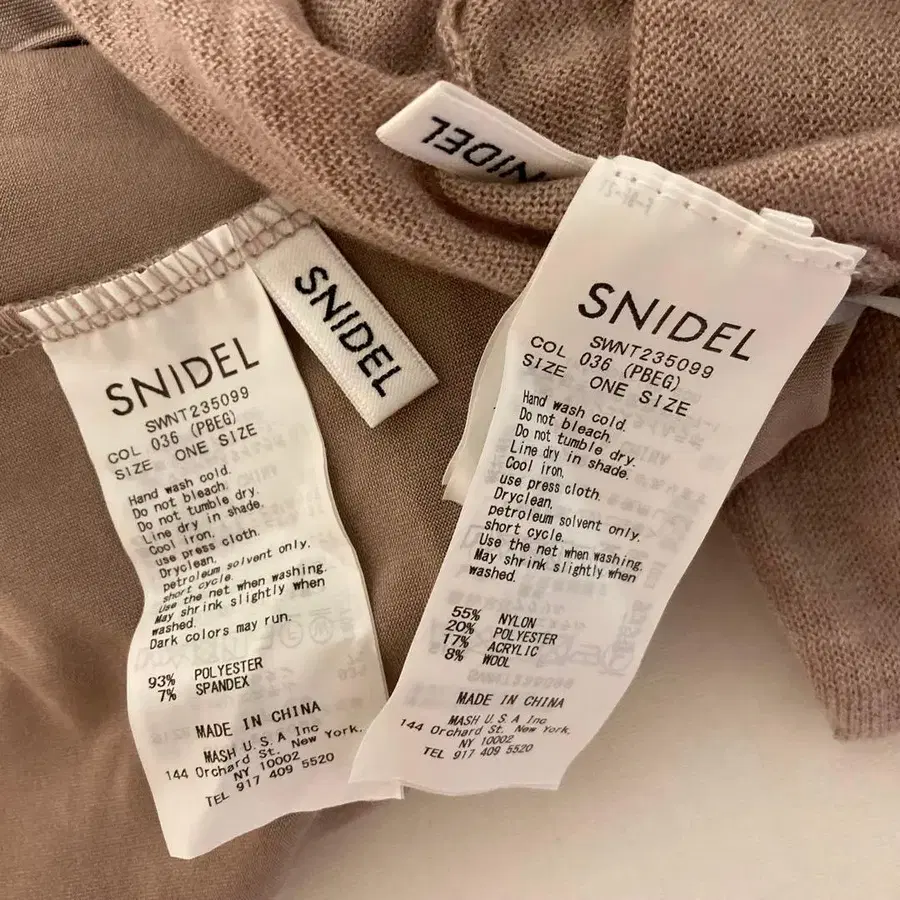 SNIDEL
SNIDEL
SNIDEL
SWNT235099
COL 036 (PBEG)
SIZE ONE SIZE
Hand wash cold.
Do not bleach.
Do not tumble dry.
Line dry in shade.
Cool iron,
use press cloth.
Dryclean,
petroleum solvent only,
short cycle.
Use the net when washing.
May shrink slightly when
washed.
Dark colors may run.
93% POLYESTER
7% SPANDEX
MADE IN CHINA
MASH U.S.A Inc
144 Orchard St. New York,
NY 10002
TEL 917 409 5520
SNIDEL
SWNT235099
COL 036 (PBEG)
SIZE ONE SIZE
Hand wash cold.
Do not bleach.
Do not tumble dry.
Line dry in shade.
Cool iron,
use press cloth.
Dryclean,
petroleum solvent only,
short cycle.
Use the net when washing.
May shrink slightly when
washed.
55% NYLON
20% POLYESTER
17% ACRYLIC
8% WOOL
MADE IN CHINA
MASH U.S.A Inc
144 Orchard St. New York,
NY 10002
TEL 917 409 5520